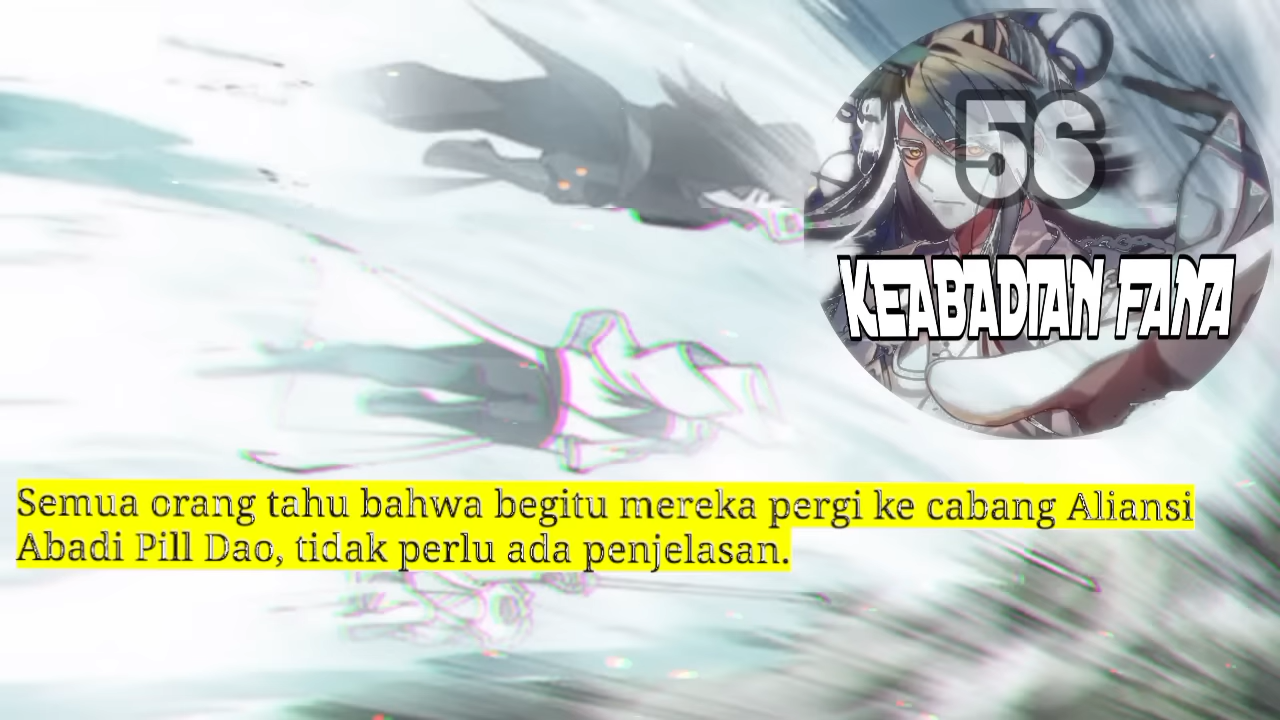 56
KEABADIAN FANA
Semua orang tahu bahwa begitu mereka pergi ke cabang Aliansi
Abadi Pill Dao, tidak perlu ada penjelasan.